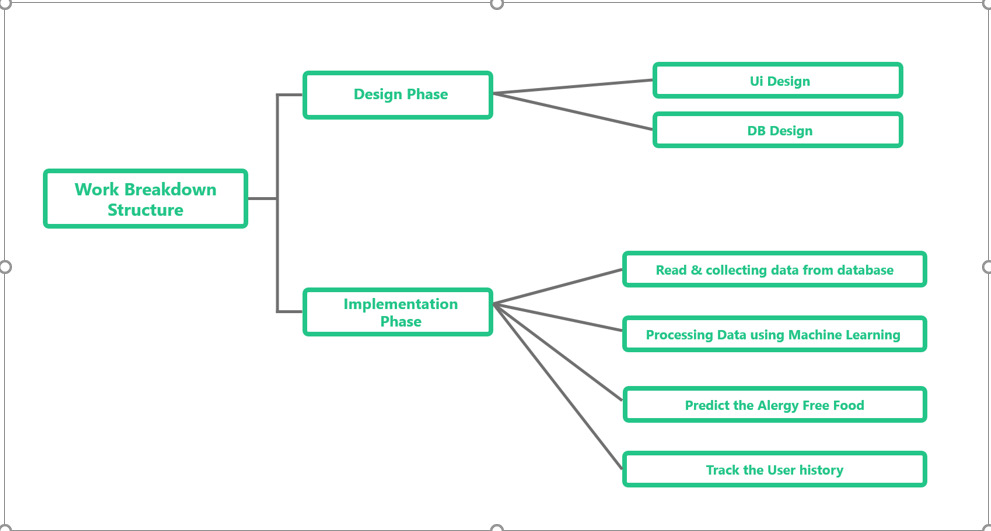 Work Breakdown
Structure
Design Phase
Ui Design
DB Design
Implementation
Phase
Read & collecting data from database
Processing Data using Machine Learning
Predict the Alergy Free Food
Track the User history